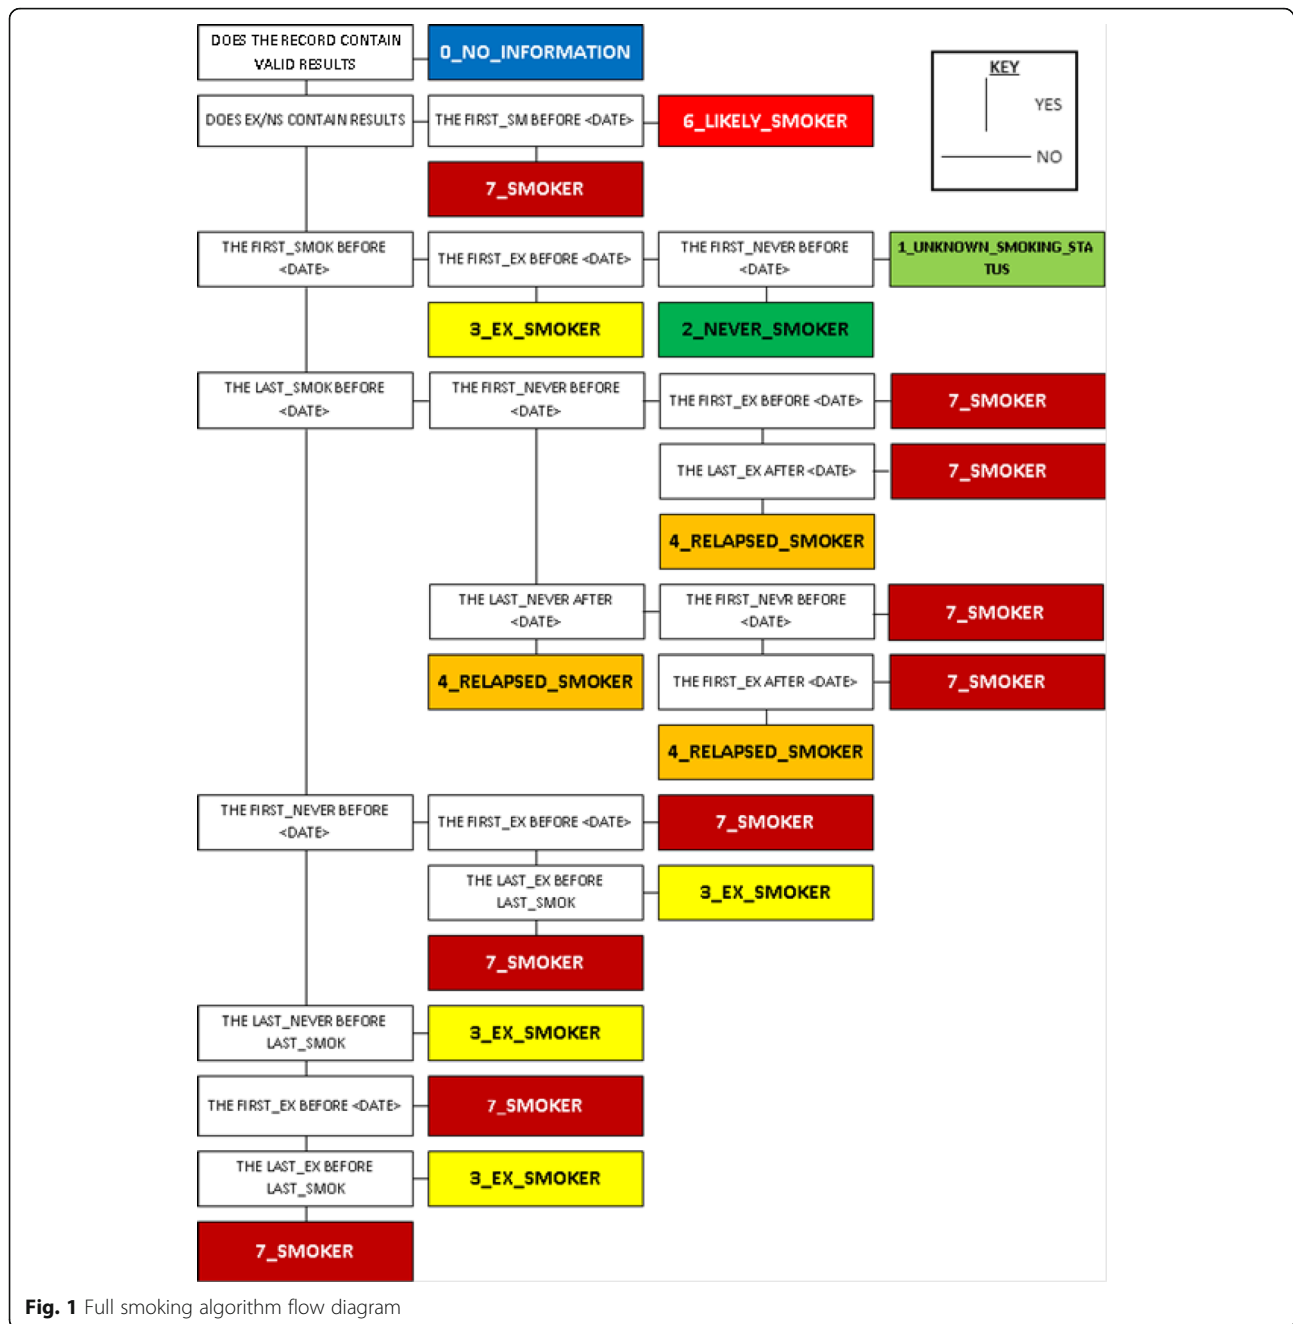 DOES THE RECORD CONTAIN
VALID RESULTS
0_NO_INFORMATION
KEY
YES
NO
DOES EX/NS CONTAIN RESULTS
THE FIRST_SM BEFORE <DATE>
6_LIKELY_SMOKER
7_SMOKER
THE FIRST_SMOK BEFORE
<DATE>
THE FIRST_EX BEFORE <DATE>
THE FIRST_NEVER BEFORE
<DATE>
1_UNKNOWN_SMOKING_STA
TUS
3_EX_SMOKER
2_NEVER_SMOKER
THE LAST_SMOK BEFORE
<DATE>
THE FIRST_NEVER BEFORE
<DATE>
THE FIRST_EX BEFORE <DATE>
7_SMOKER
THE LAST_EX AFTER <DATE>
7_SMOKER
4_RELAPSED_SMOKER
THE LAST_NEVER AFTER
<DATE>
THE FIRST_NEVR BEFORE
<DATE>
7_SMOKER
4_RELAPSED_SMOKER
THE FIRST_EX AFTER <DATE>
7_SMOKER
4_RELAPSED_SMOKER
THE FIRST_NEVER BEFORE
<DATE>
THE FIRST_EX BEFORE <DATE>
7_SMOKER
THE LAST_EX BEFORE
LAST_SMOK
3_EX_SMOKER
7_SMOKER
THE LAST_NEVER BEFORE
LAST_SMOK
3_EX_SMOKER
THE FIRST_EX BEFORE <DATE>
7_SMOKER
THE LAST_EX BEFORE
LAST_SMOK
3_EX_SMOKER
7_SMOKER
Fig. 1 Full smoking algorithm flow diagram